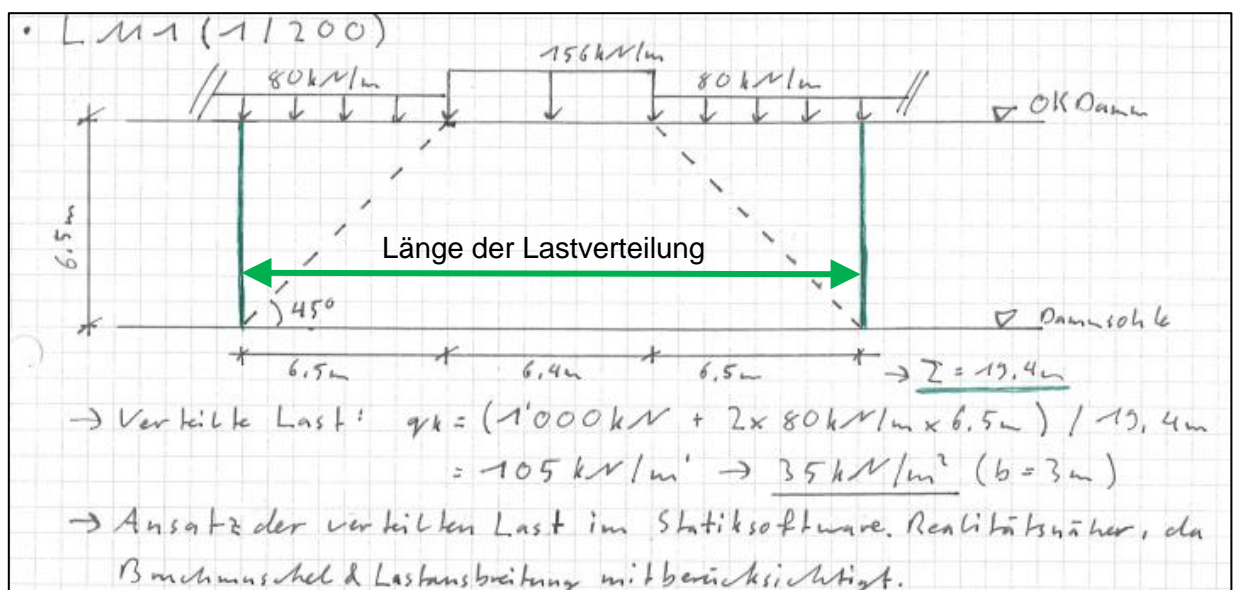 • LM1 (1/200)
156kN/m
80kN/m
80kN/m
OK Damm
6.5m
Länge der Lastverteilung
45°
Dammsohle
6.5m
6.4m
6.5m
→ Σ = 19.4m
→ Verteilte Last: qk = (1'000kN + 2x 80kN/m x 6.5m) / 19,4m
= 105 kN/m' → 35kN/m² (b = 3m)
→ Ansatz der verteilten Last im Statiksoftware. Realitätsnäher, da
Bruchmuschel & Lastausbreitung mitberücksichtigt.